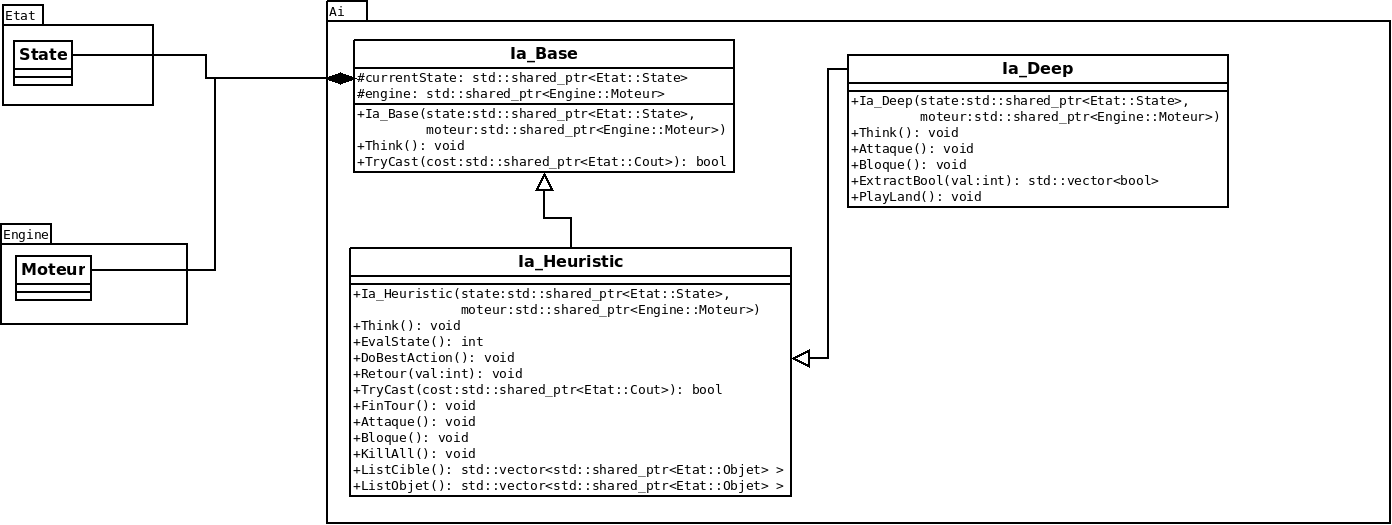 Etat
State
Engine
Moteur
Ai
Ia_Base
#currentState: std::shared_ptr<Etat::State>
#engine: std::shared_ptr<Engine::Moteur>
+Ia_Base(state:std::shared_ptr<Etat::State>,
moteur:std::shared_ptr<Engine::Moteur>)
+Think(): void
+TryCast(cost:std::shared_ptr<Etat::Cout>): bool
Ia_Heuristic
+Ia_Heuristic(state:std::shared_ptr<Etat::State>,
moteur:std::shared_ptr<Engine::Moteur>)
+Think(): void
+EvalState(): int
+DoBestAction(): void
+Retour(val:int): void
+TryCast(cost:std::shared_ptr<Etat::Cout>): bool
+FinTour(): void
+Attaque(): void
+Bloque(): void
+KillAll(): void
+ListCible(): std::vector<std::shared_ptr<Etat::Objet> >
+ListObjet(): std::vector<std::shared_ptr<Etat::Objet> >
Ia_Deep
+Ia_Deep(state:std::shared_ptr<Etat::State>,
moteur:std::shared_ptr<Engine::Moteur>)
+Think(): void
+Attaque(): void
+Bloque(): void
+ExtractBool(val:int): std::vector<bool>
+PlayLand(): void